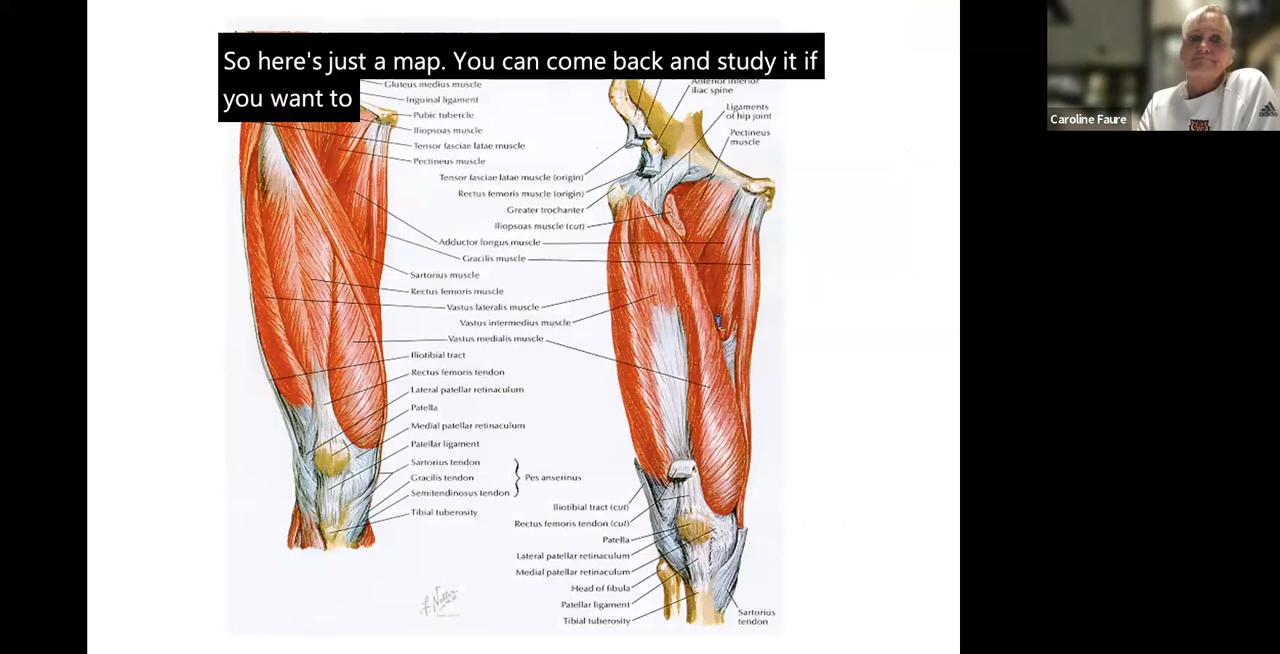 So here's just a map. You can come back and study it if
you want to
Caroline Faure
adidas
Gluteus medius muscle
Inguinal ligament
Pubic tubercle
Iliopsoas muscle
Tensor fasciae latae muscle
Pectineus muscle
Anterior inferior
iliac spine
Ligaments
of hip joint
Pectineus
muscle
Tensor fasciae latae muscle (origin)
Rectus femoris muscle (origin)
Greater trochanter
Iliopsoas muscle (cut)
Adductor longus muscle
Gracilis muscle
Sartorius muscle
Rectus femoris muscle
Vastus lateralis muscle
Vastus intermedius muscle
Vastus medialis muscle
Iliotibial tract
Rectus femoris tendon
Lateral patellar retinaculum
Patella
Medial patellar retinaculum
Patellar ligament
Sartorius tendon
Gracilis tendon
Semitendinosus tendon
Pes anserinus
Tibial tuberosity
Iliotibial tract (cut)
Rectus femoris tendon (cut)
Patella
Lateral patellar retinaculum
Medial patellar retinaculum
Head of fibula
Patellar ligament
Tibial tuberosity
Sartorius
tendon